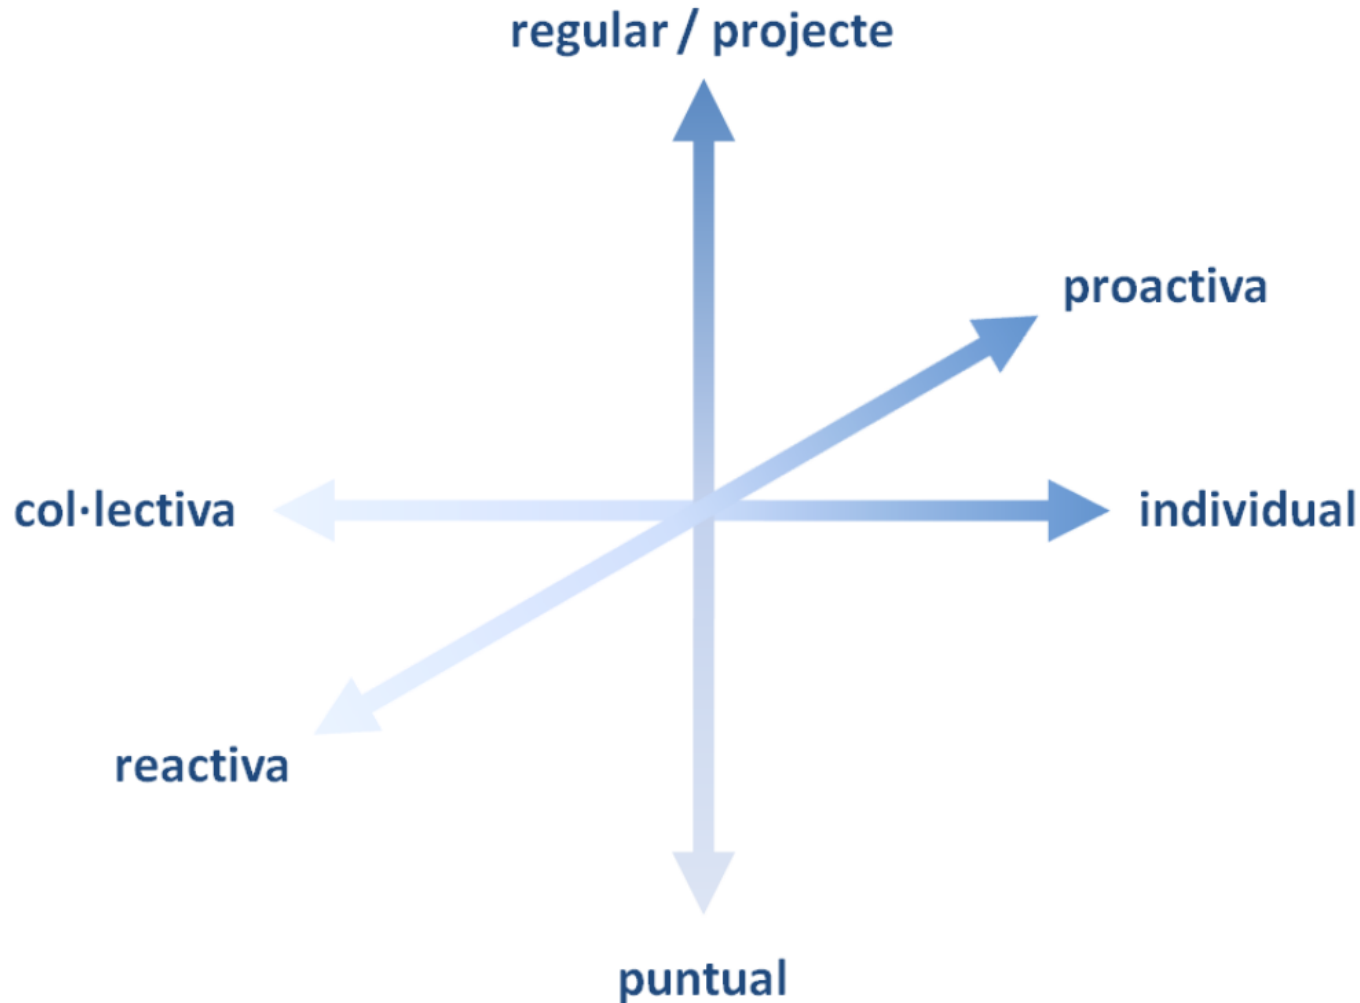 regular / projecte
proactiva
col·lectiva
individual
reactiva
puntual